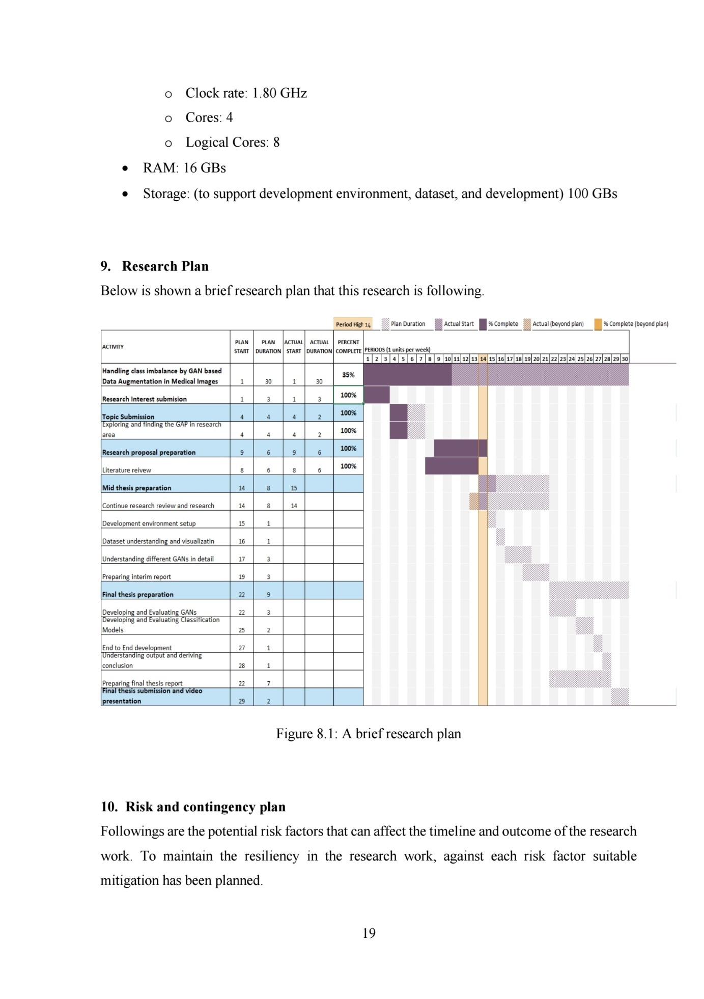 o Clock rate: 1.80 GHz
o Cores: 4
o Logical Cores: 8
• RAM: 16 GBs
• Storage: (to support development environment, dataset, and development) 100 GBs
9. Research Plan
Below is shown a brief research plan that this research is following.
Period High 14 Plan Duration Actual Start % Complete Actual (beyond plan) % Complete (beyond plan)
ACTIVITY PLAN START PLAN DURATION ACTUAL START ACTUAL DURATION PERCENT COMPLETE PERIODS (1 units per week)
1 2 3 4 5 6 7 8 9 10 11 12 13 14 15 16 17 18 19 20 21 22 23 24 25 26 27 28 29 30
Handling class imbalance by GAN based
Data Augmentation in Medical Images 1 30 1 30 35%
Research Interest submision 1 3 1 3 100%
Topic Submission 4 4 4 2 100%
Exploring and finding the GAP in research
area 4 4 4 2 100%
Research proposal preparation 9 6 9 6 100%
Literature reivew 8 6 8 6 100%
Mid thesis preparation 14 8 15
Continue research review and research 14 8 14
Development environment setup 15 1
Dataset understanding and visualizatin 16 1
Understanding different GANs in detail 17 3
Preparing interim report 19 3
Final thesis preparation 22 9
Developing and Evaluating GANs 22 3
Developing and Evaluating Classification
Models 25 2
End to End development 27 1
Understanding output and deriving
conclusion 28 1
Preparing final thesis report 22 7
Final thesis submission and video
presentation 29 2
Figure 8.1: A brief research plan
10. Risk and contingency plan
Followings are the potential risk factors that can affect the timeline and outcome of the research
work. To maintain the resiliency in the research work, against each risk factor suitable
mitigation has been planned.
19